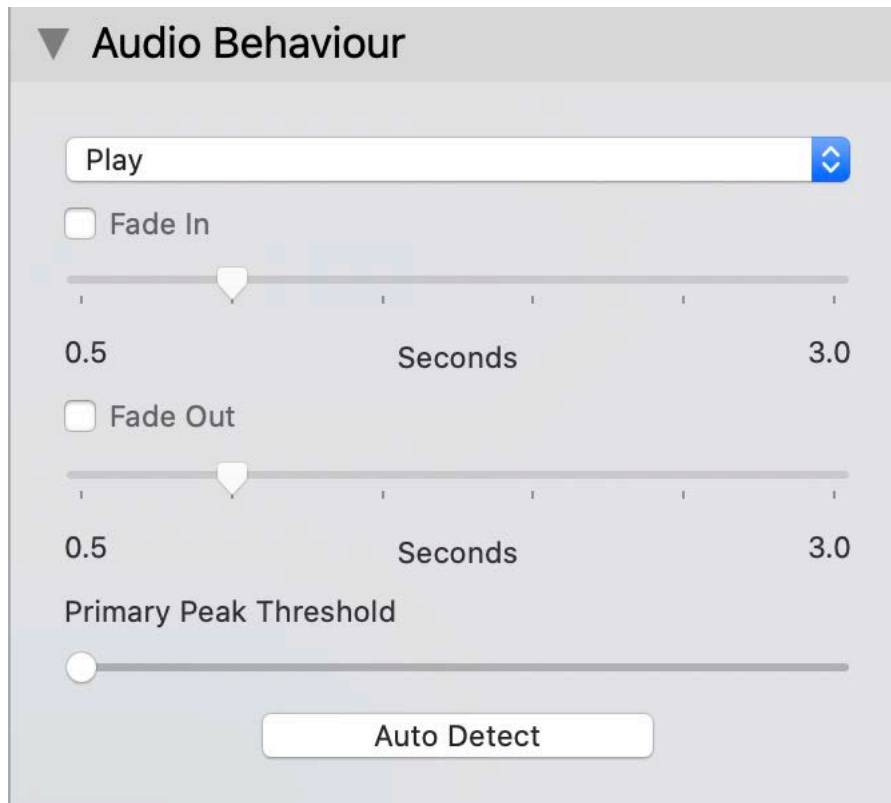 Audio Behaviour
Play
Fade In
0.5 Seconds 3.0
Fade Out
0.5 Seconds 3.0
Primary Peak Threshold
Auto Detect